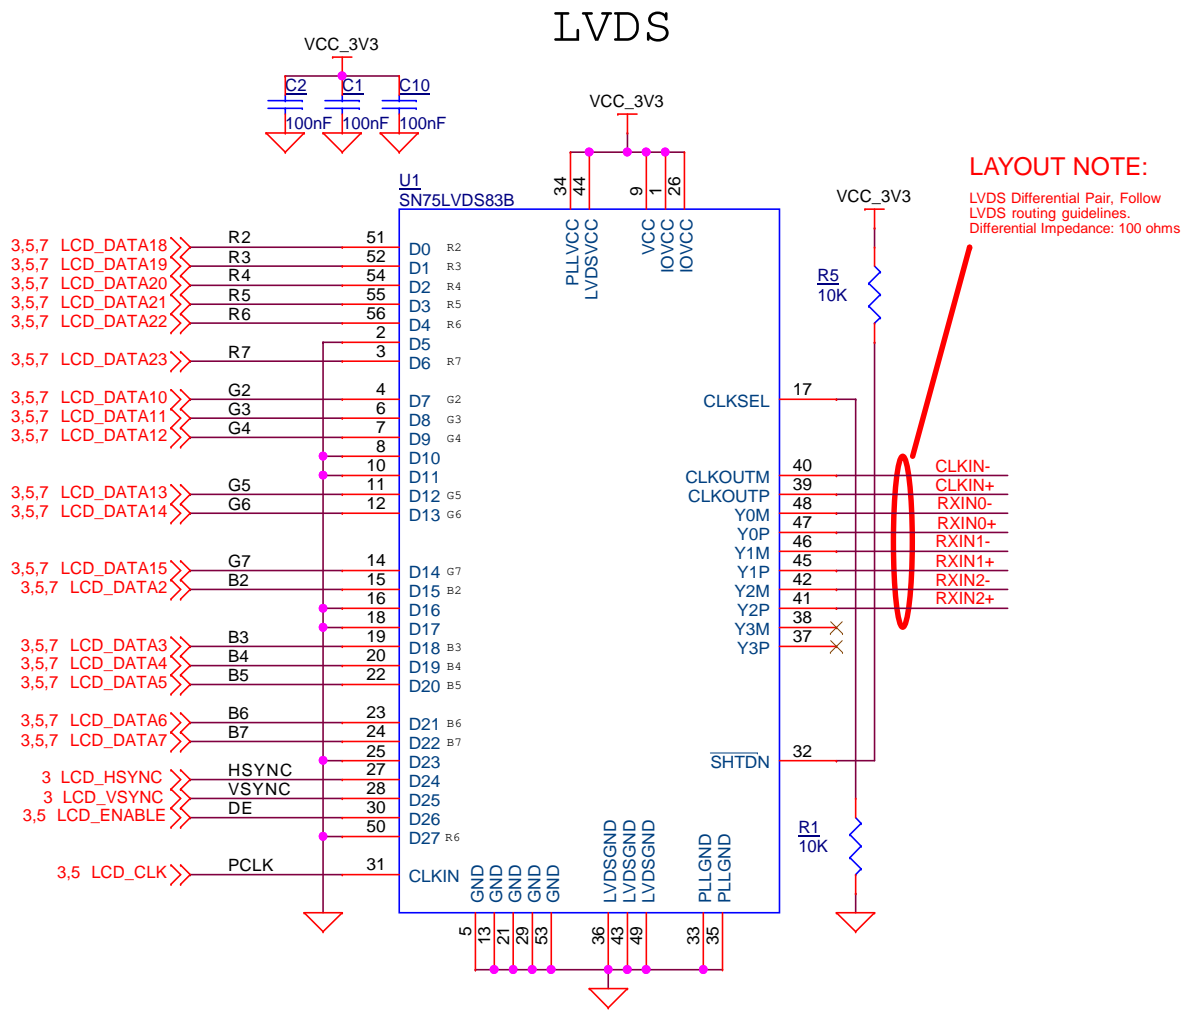 LVDS
VCC_3V3
C2 C1 C10
100nF 100nF 100nF
VCC_3V3
34 44 9 1 26
U1
SN75LVDS83B
PLLVCC LVDSVCC VCC IOVCC IOVCC
LAYOUT NOTE:
LVDS Differential Pair, Follow
LVDS routing guidelines.
Differential Impedance: 100 ohms
VCC_3V3
R5
10K
3,5,7 LCD_DATA18 R2 51 D0 R2
3,5,7 LCD_DATA19 R3 52 D1 R3
3,5,7 LCD_DATA20 R4 54 D2 R4
3,5,7 LCD_DATA21 R5 55 D3 R5
3,5,7 LCD_DATA22 R6 56 D4 R6
2 D5
3,5,7 LCD_DATA23 R7 3 D6 R7
3,5,7 LCD_DATA10 G2 4 D7 G2
3,5,7 LCD_DATA11 G3 6 D8 G3
3,5,7 LCD_DATA12 G4 7 D9 G4
8 D10
10 D11
3,5,7 LCD_DATA13 G5 11 D12 G5
3,5,7 LCD_DATA14 G6 12 D13 G6
3,5,7 LCD_DATA15 G7 14 D14 G7
3,5,7 LCD_DATA2 B2 15 D15 B2
16 D16
18 D17
3,5,7 LCD_DATA3 B3 19 D18 B3
3,5,7 LCD_DATA4 B4 20 D19 B4
3,5,7 LCD_DATA5 B5 22 D20 B5
3,5,7 LCD_DATA6 B6 23 D21 B6
3,5,7 LCD_DATA7 B7 24 D22 B7
25 D23
3 LCD_HSYNC HSYNC 27 D24
3 LCD_VSYNC VSYNC 28 D25
3,5 LCD_ENABLE DE 30 D26
50 D27 R6
3,5 LCD_CLK PCLK 31 CLKIN
CLKSEL 17
CLKOUTM 40 CLKIN-
CLKOUTP 39 CLKIN+
Y0M 48 RXIN0-
Y0P 47 RXIN0+
Y1M 46 RXIN1-
Y1P 45 RXIN1+
Y2M 42 RXIN2-
Y2P 41 RXIN2+
Y3M 38
Y3P 37
SHTDN 32
R1
10K
GND GND GND GND GND LVDSGND LVDSGND LVDSGND PLLGND PLLGND
5 13 21 29 53 36 43 49 33 35